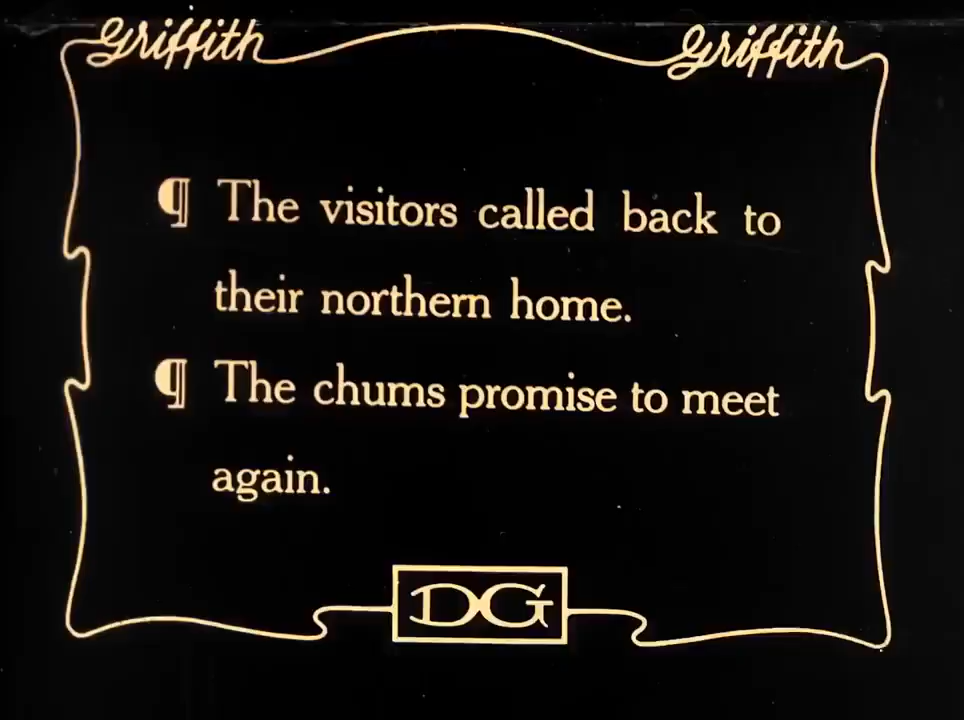 Griffith Griffith
¶ The visitors called back to
their northern home.
¶ The chums promise to meet
again.
DG